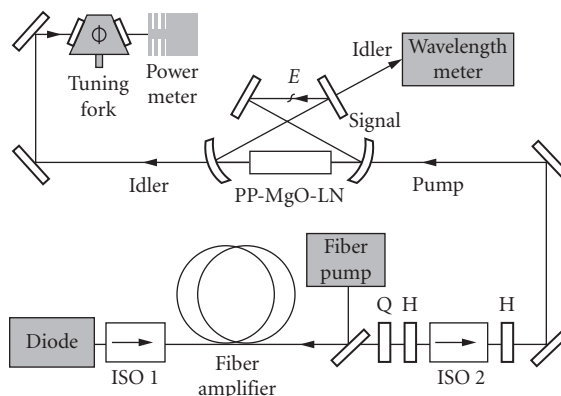 Idler
Wavelength
meter
E
Φ
Tuning
fork
Power
meter
Signal
Idler
PP-MgO-LN
Pump
Fiber
pump
Q
H
H
Diode
ISO 1
Fiber
amplifier
ISO 2